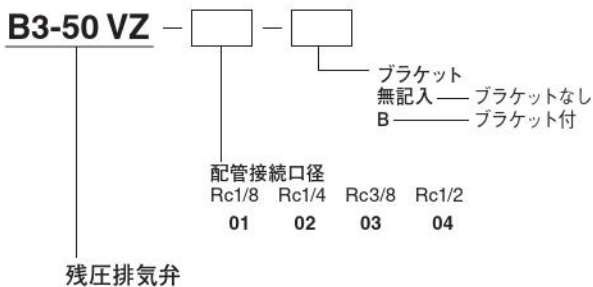 B3-50 VZ
ブラケット
無記入 ブラケットなし
B ブラケット付
配管接続口径
Rc1/8 Rc1/4 Rc3/8 Rc1/2
01 02 03 04
残圧排気弁